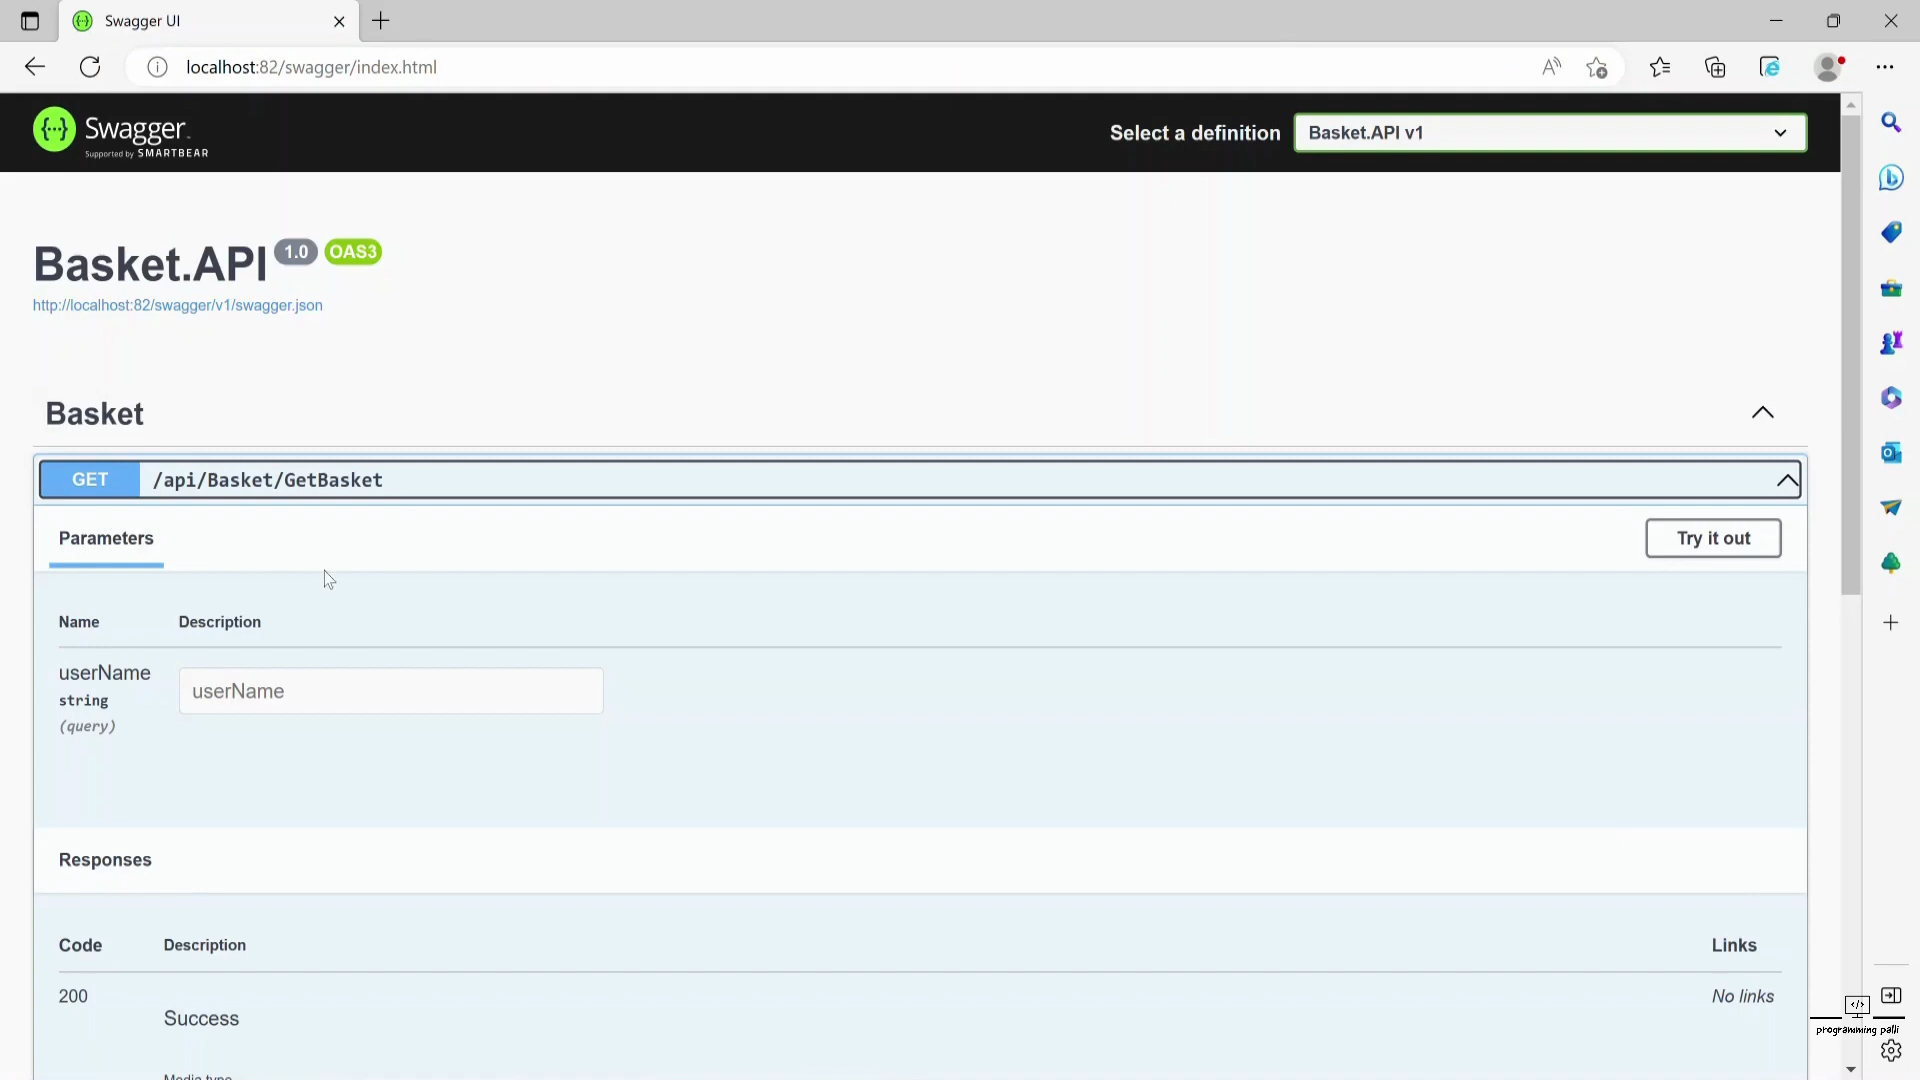 Swagger UI
localhost:82/swagger/index.html
Swagger
Supported by SMARTBEAR
Select a definition
Basket.API v1
Basket.API 1.0 OAS3
http://localhost:82/swagger/v1/swagger.json
Basket
GET /api/Basket/GetBasket
Parameters
Try it out
Name Description
userName
string
(query)
userName
Responses
Code Description Links
200
Success
No links
programming palli
Media type